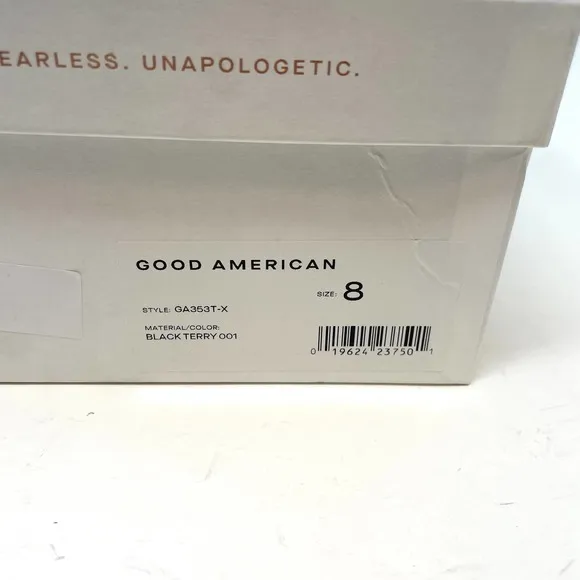 EARLESS. UNAPOLOGETIC.
GOOD AMERICAN
SIZE: 8
STYLE: GA353T-X
MATERIAL/COLOR:
BLACK TERRY 001
0 19624 23750 1